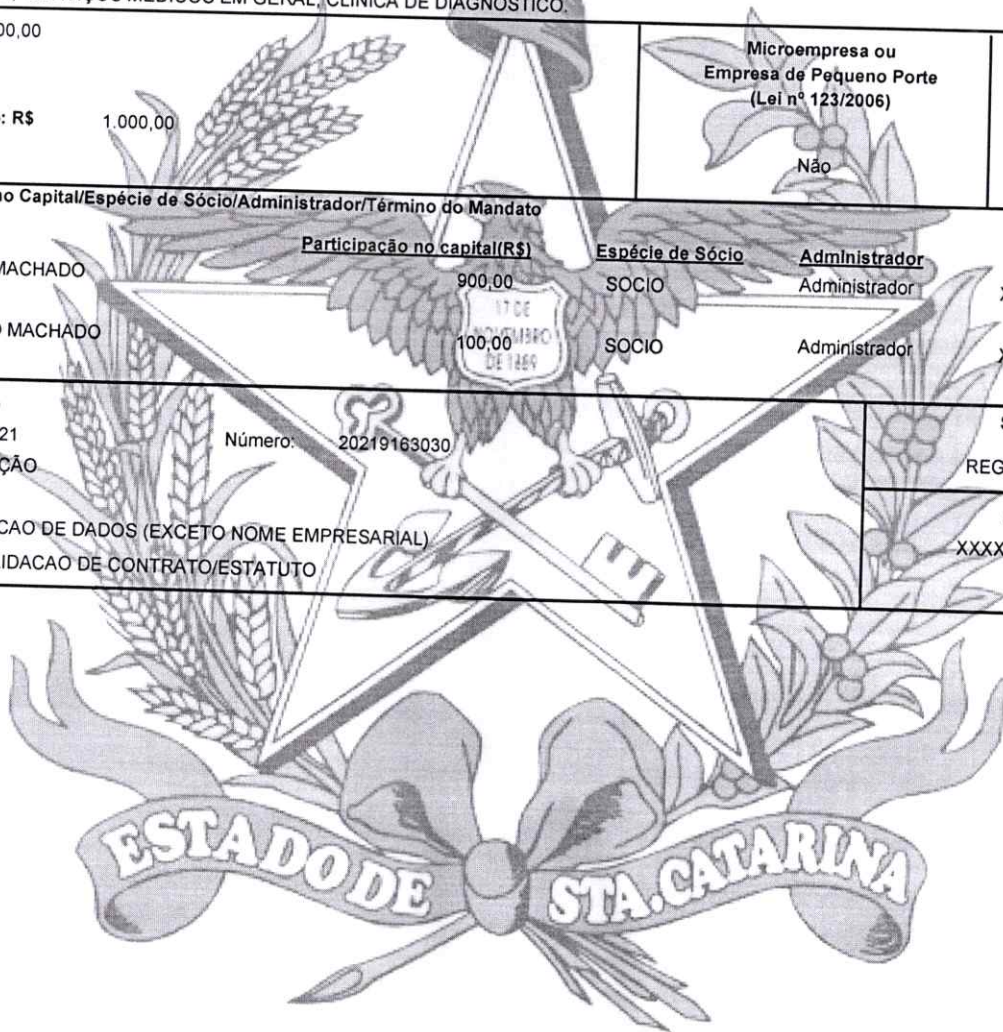 MÉDICOS EM GERAL, CLINICA DE DIAGNOSTICO.
00,00
: R$ 1.000,00
Microempresa ou
Empresa de Pequeno Porte
(Lei nº 123/2006)
Não
no Capital/Espécie de Sócio/Administrador/Término do Mandato
Participação no capital(R$) Espécie de Sócio Administrador
MACHADO 900,00 SOCIO Administrador X
O MACHADO 100,00 SOCIO Administrador X
17 DE
NOVEMBRO
DE 1889
21
Número: 20219163030
ÇÃO
REG
CAO DE DADOS (EXCETO NOME EMPRESARIAL)
IDACAO DE CONTRATO/ESTATUTO
XXXX
ESTADO DE STA. CATARINA